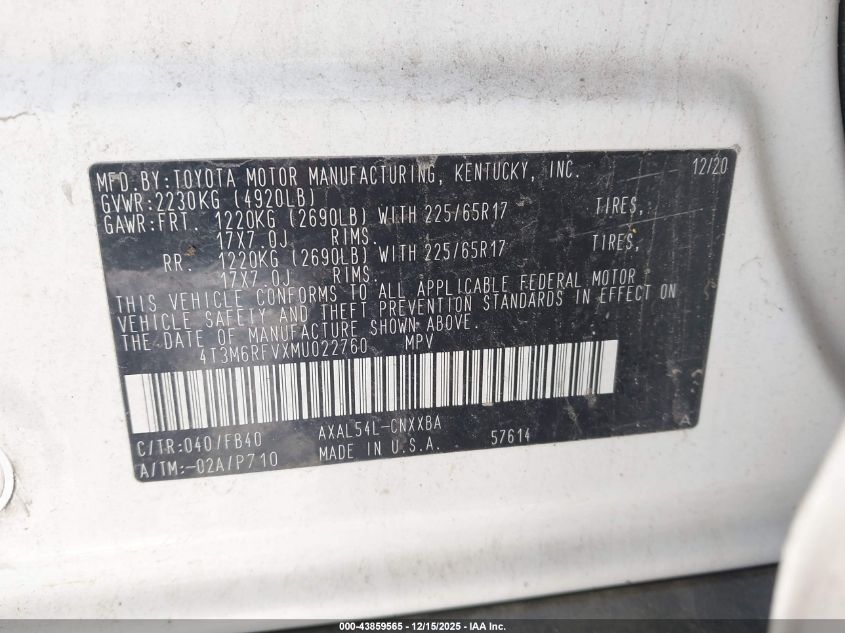 MFD.BY:TOYOTA MOTOR MANUFACTURING, KENTUCKY, INC. 12/20
GVWR:2230KG (4920LB)
GAWR:FRT. 1220KG (2690LB) WITH 225/65R17 TIRES,
17X7.0J RIMS.
RR. 1220KG (2690LB) WITH 225/65R17 TIRES,
17X7.0J RIMS.
THIS VEHICLE CONFORMS TO ALL APPLICABLE FEDERAL MOTOR
VEHICLE SAFETY AND THEFT PREVENTION STANDARDS IN EFFECT ON
THE DATE OF MANUFACTURE SHOWN ABOVE.
4T3M6RFVXMU022760 MPV
C/TR:040/FB40 AXAL54L-CNXXBA
A/TM:-02A/P710 MADE IN U.S.A. 57614 A
000-43859565 - 12/15/2025 - IAA Inc.